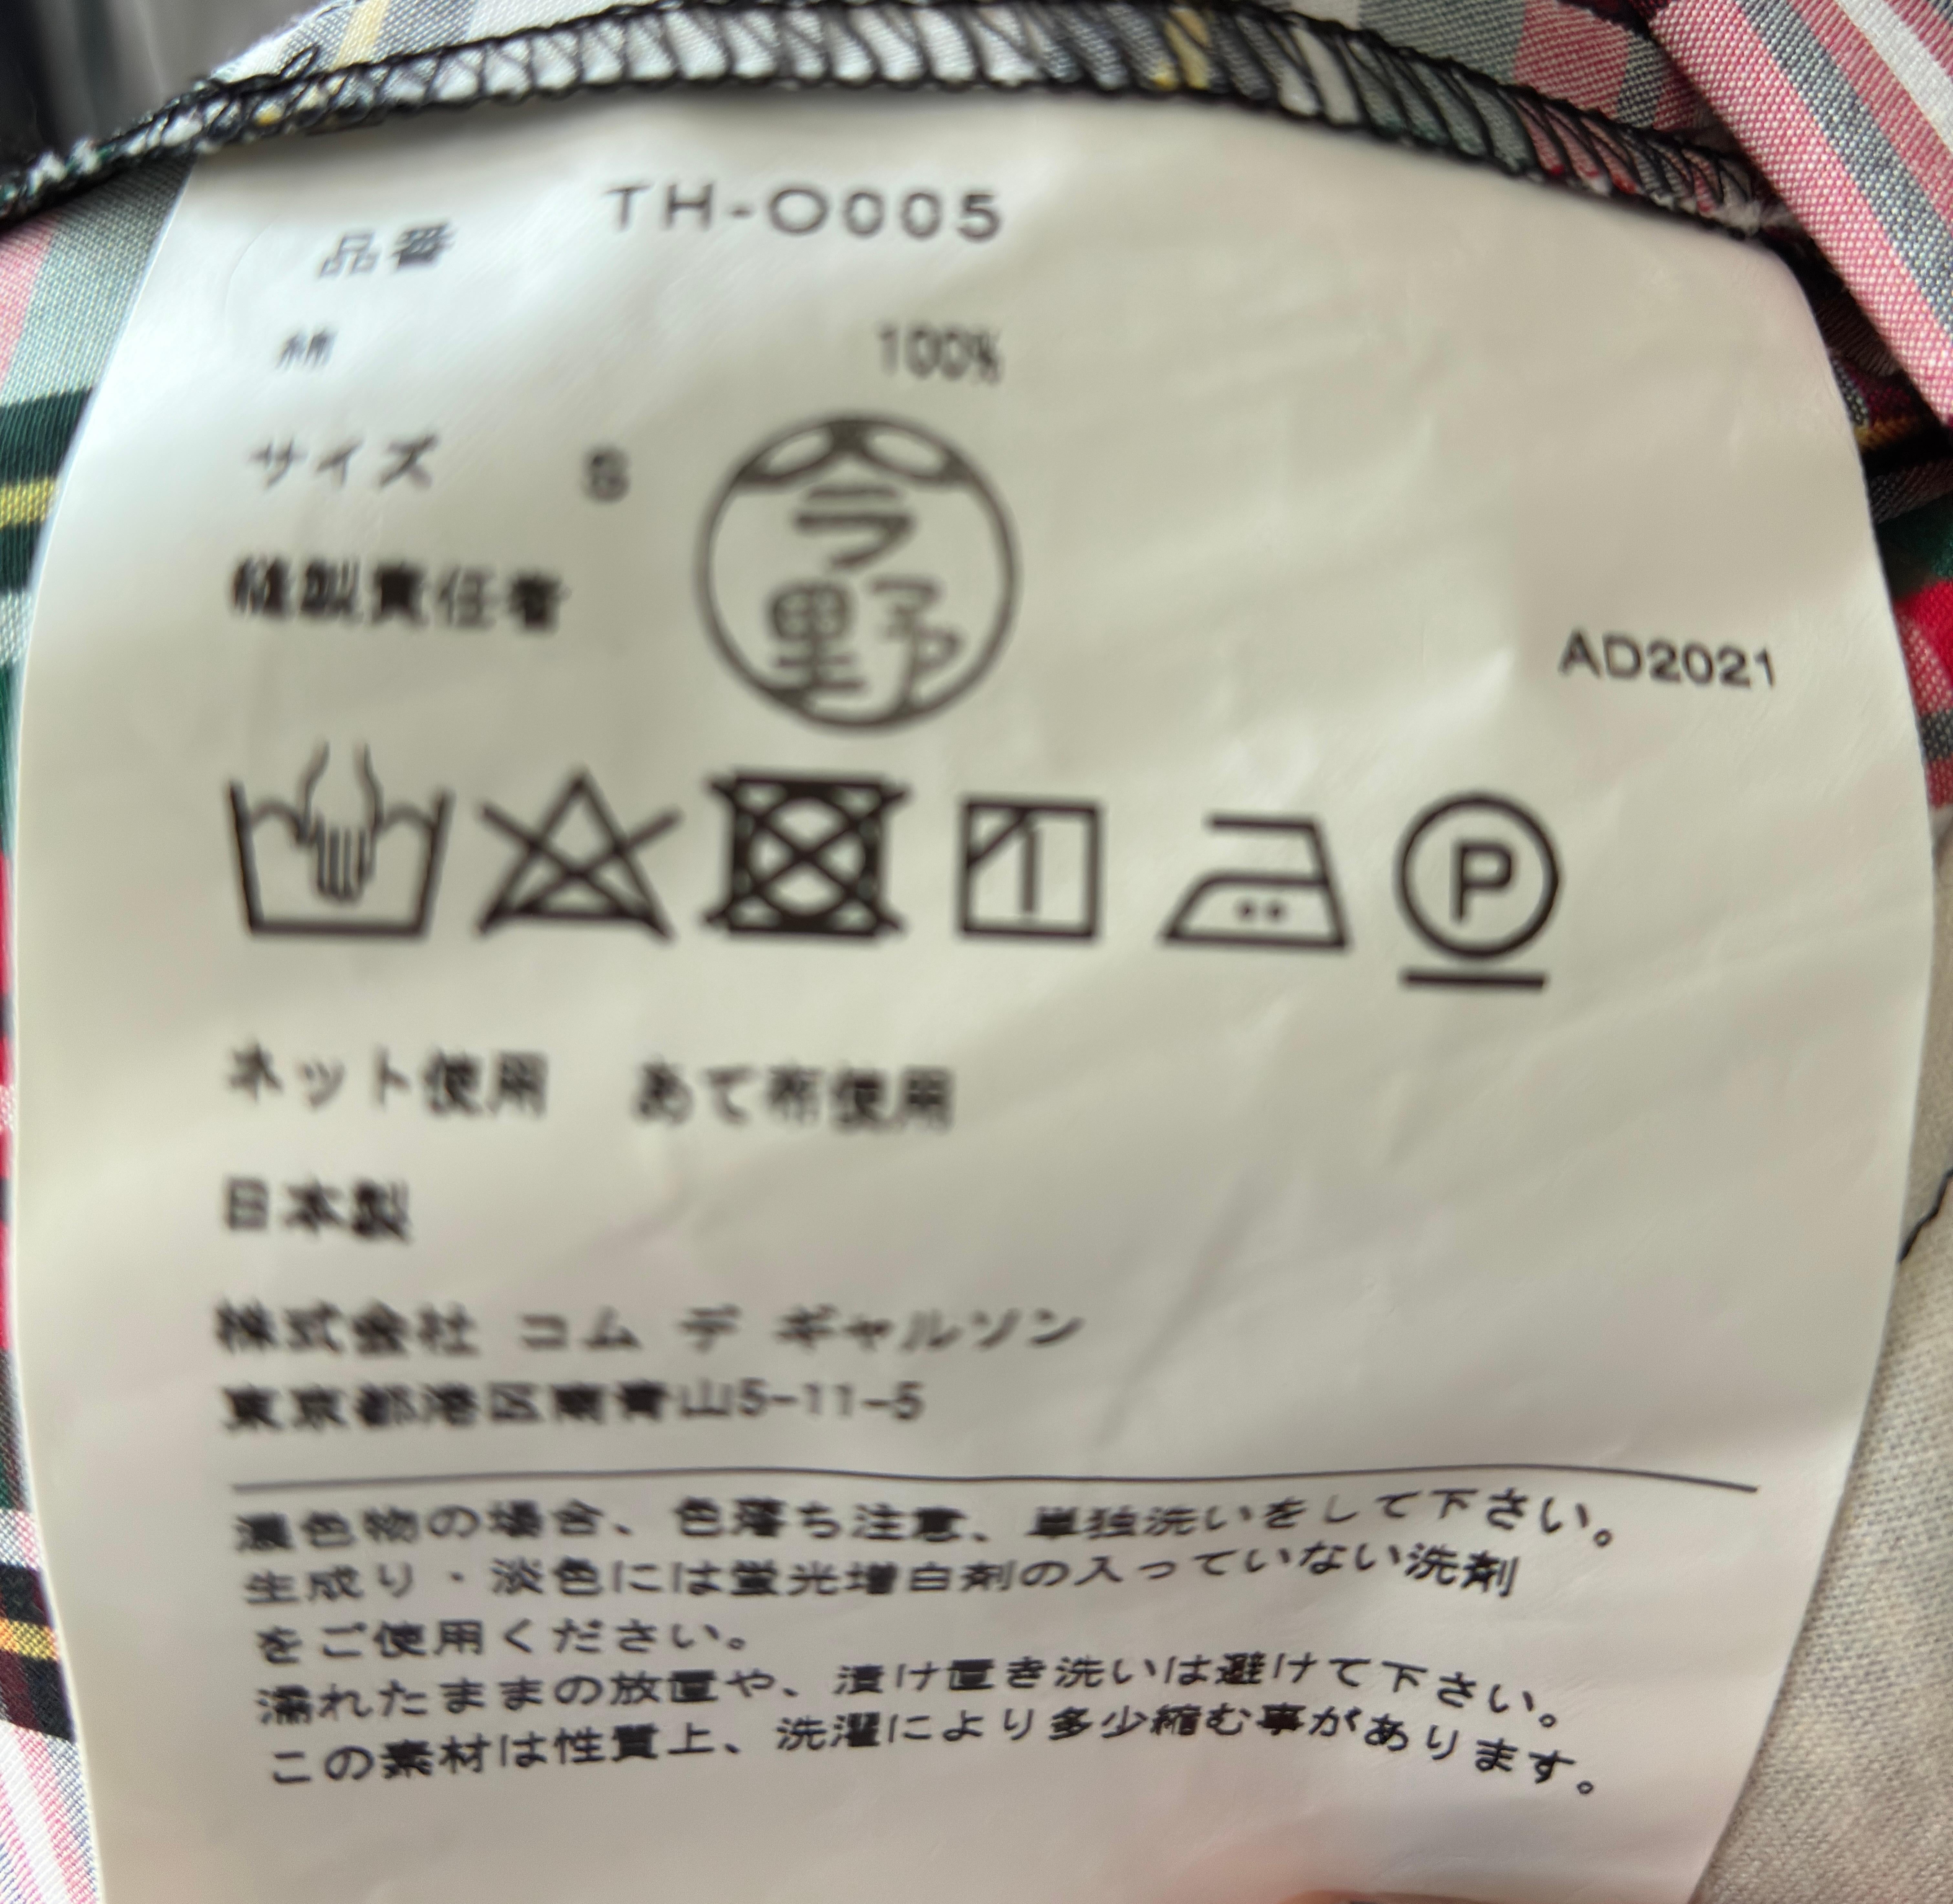 品番 TH-O005
綿 100%
サイズ S
縫製責任者 今野
AD2021
P
ネット使用 あて布使用
日本製
株式会社 コム デ ギャルソン
東京都港区南青山5-11-5
濃色物の場合、色落ち注意、単独洗いをして下さい。
生成り・淡色には蛍光増白剤の入っていない洗剤
をご使用ください。
濡れたままの放置や、漬け置き洗いは避けて下さい。
この素材は性質上、洗濯により多少縮む事があります。